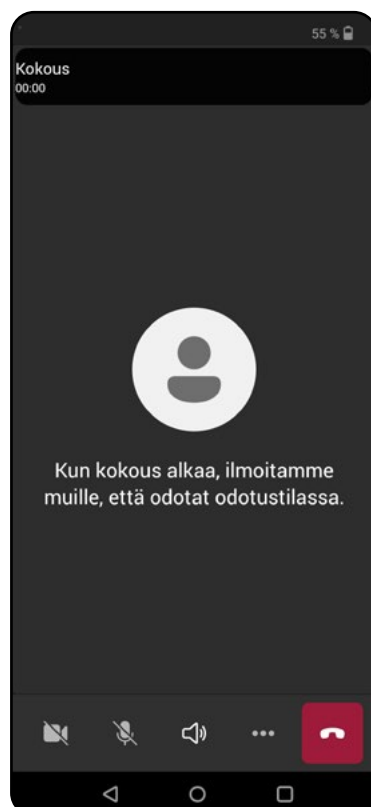 55 %
Kokous
00:00
Kun kokous alkaa, ilmoitamme
muille, että odotat odotustilassa.